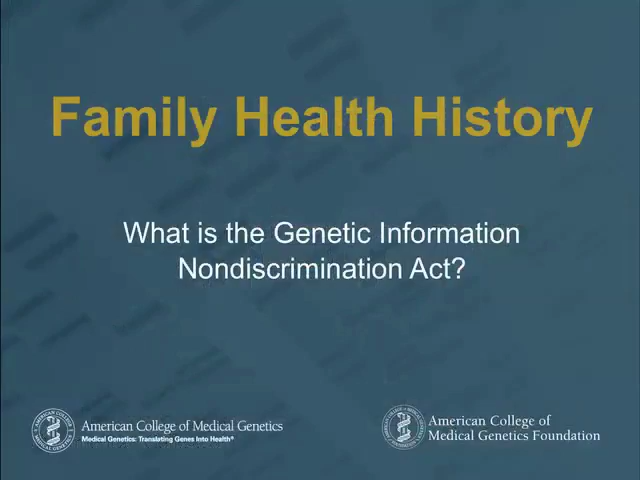 Family Health History
What is the Genetic Information
Nondiscrimination Act?
American College of Medical Genetics
Medical Genetics: Translating Genes Into Health®
American College of
Medical Genetics Foundation